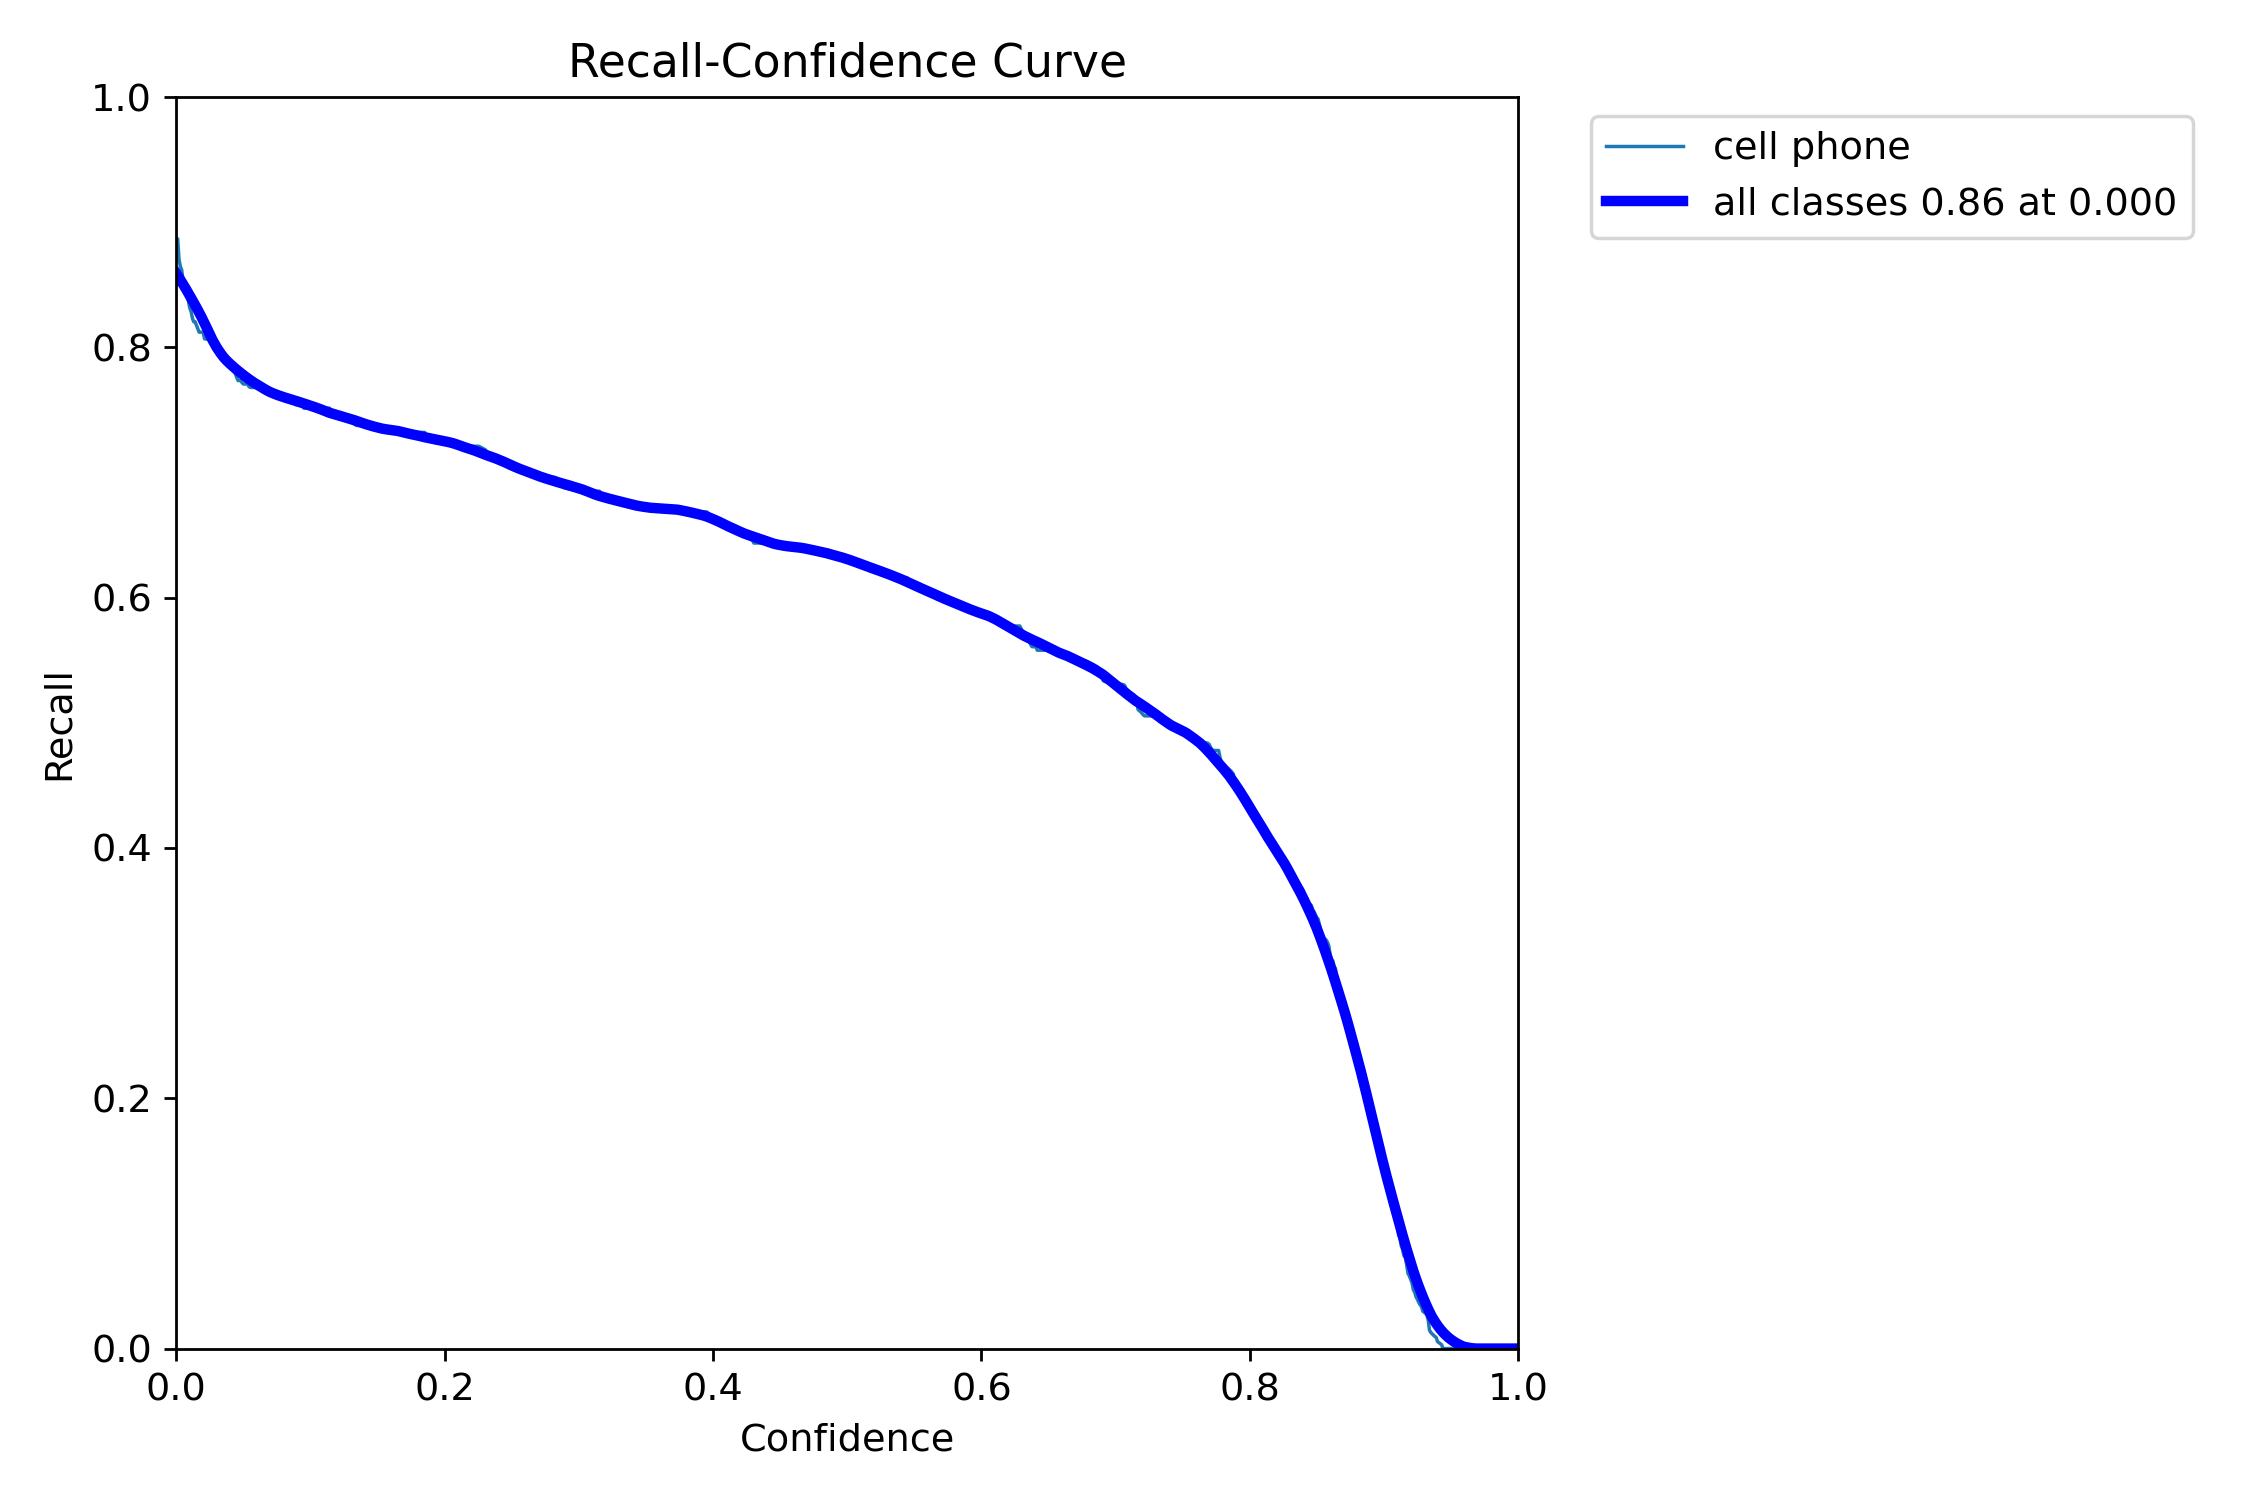 Recall-Confidence Curve
cell phone
all classes 0.86 at 0.000
1.0
0.8
0.6
0.4
0.2
0.0
Recall
0.0 0.2 0.4 0.6 0.8 1.0
Confidence